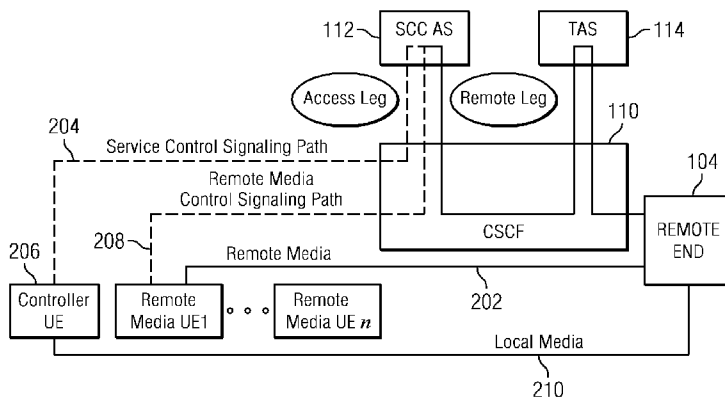 112
SCC AS
TAS
114
Access Leg
Remote Leg
110
204
Service Control Signaling Path
104
Remote Media
Control Signaling Path
CSCF
REMOTE
END
208
206
Remote Media
202
Controller
UE
Remote
Media UE1
Remote
Media UE n
Local Media
210